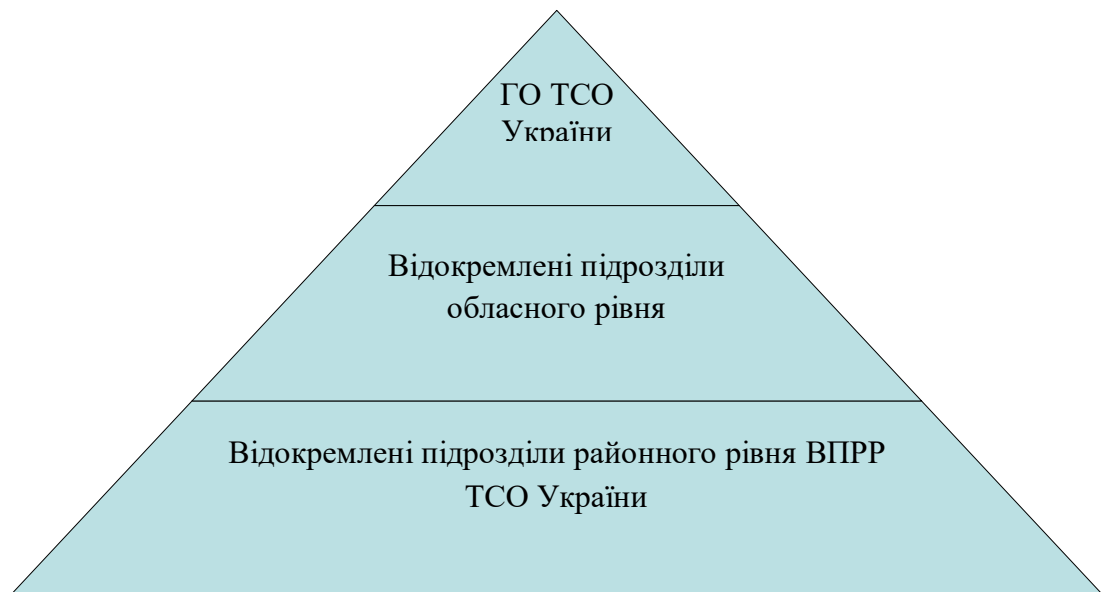 ГО ТСО
України
Відокремлені підрозділи
обласного рівня
Відокремлені підрозділи районного рівня ВПРР
ТСО України